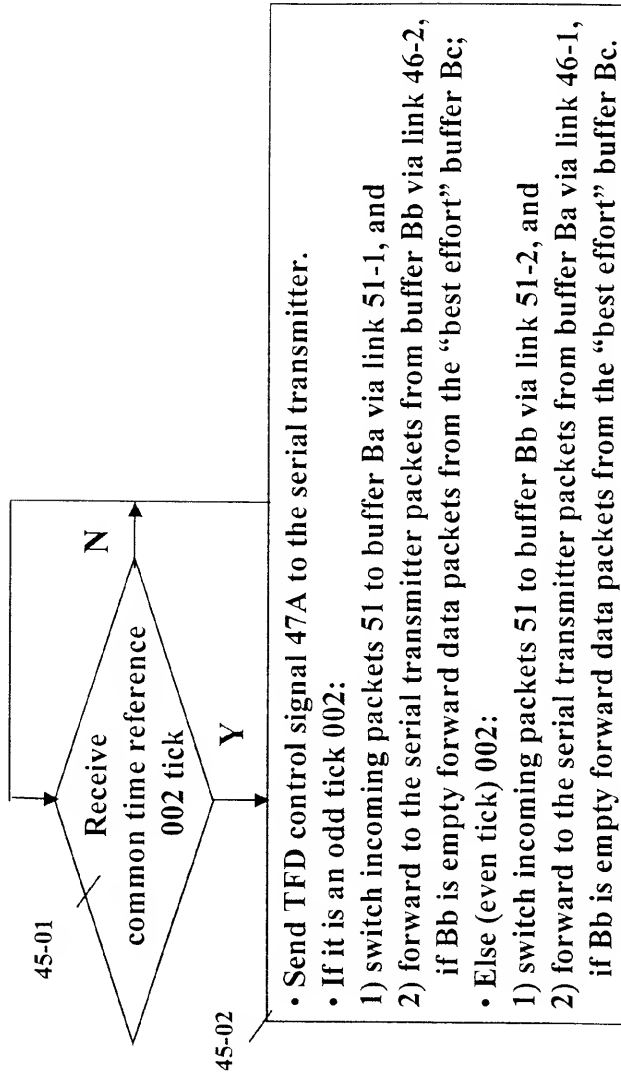 45-01
Receive
common time reference
002 tick
N
Y
45-02
• Send TFD control signal 47A to the serial transmitter.
• If it is an odd tick 002:
1) switch incoming packets 51 to buffer Ba via link 51-1, and
2) forward to the serial transmitter packets from buffer Bb via link 46-2,
if Bb is empty forward data packets from the “best effort” buffer Bc;
• Else (even tick) 002:
1) switch incoming packets 51 to buffer Bb via link 51-2, and
2) forward to the serial transmitter packets from buffer Ba via link 46-1,
if Bb is empty forward data packets from the “best effort” buffer Bc.